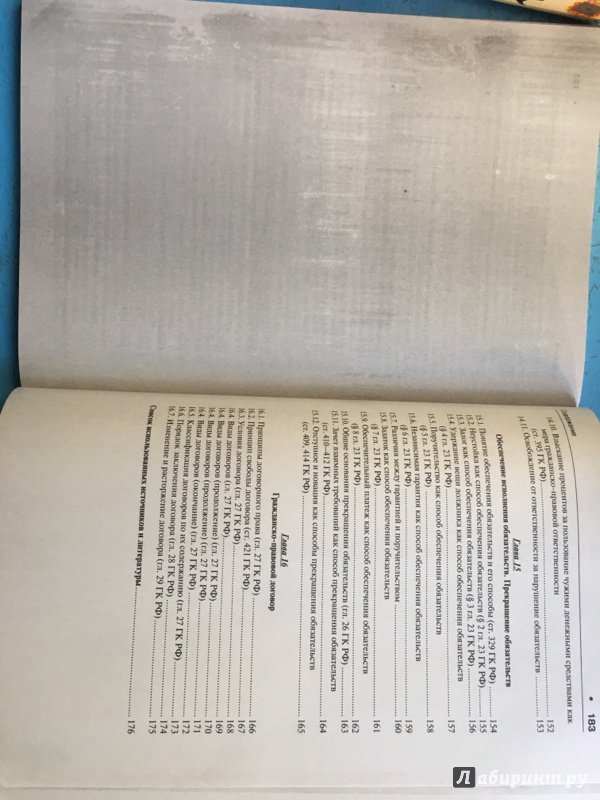 Содержание • 183
14.10. Взыскание процентов за пользование чужими денежными средствами как
мера гражданско-правовой ответственности
(ст. 395 ГК РФ) 152
14.11. Освобождение от ответственности за нарушение обязательств 153
Глава 15
Обеспечение исполнения обязательств. Прекращение обязательств
15.1. Понятие обеспечения обязательств и его способы (ст. 329 ГК РФ) 154
15.2. Неустойка как способ обеспечения обязательств (§ 2 гл. 23 ГК РФ) 155
15.3. Залог как способ обеспечения обязательств (§ 3 гл. 23 ГК РФ) 156
15.4. Удержание вещи должника как способ обеспечения обязательств
(§ 4 гл. 23 ГК РФ) 157
15.5. Поручительство как способ обеспечения обязательств
(§ 5 гл. 23 ГК РФ) 158
15.6. Независимая гарантия как способ обеспечения обязательств
(§ 6 гл. 23 ГК РФ) 159
15.7. Различия между гарантией и поручительством 160
15.8. Задаток как способ обеспечения обязательств
(§ 7 гл. 23 ГК РФ) 161
15.9. Обеспечительный платеж как способ обеспечения обязательства
(§ 8 гл. 23 ГК РФ) 162
15.10. Общие основания прекращения обязательств (гл. 26 ГК РФ) 163
15.11. Зачет взаимных требований как способ прекращения обязательств
(ст. 410–412 ГК РФ) 164
15.12. Отступное и новация как способы прекращения обязательств
(ст. 409, 414 ГК РФ) 165
Глава 16
Гражданско-правовой договор
16.1. Принципы договорного права (гл. 27 ГК РФ) 166
16.2. Принцип свободы договора (ст. 421 ГК РФ) 167
16.3. Условия договора (гл. 27 ГК РФ) 168
16.4. Виды договоров (гл. 27 ГК РФ) 169
16.4. Виды договоров (продолжение) (гл. 27 ГК РФ) 170
16.4. Виды договоров (продолжение) (гл. 27 ГК РФ) 171
16.4. Виды договоров (окончание) (гл. 27 ГК РФ) 172
16.5. Классификация договоров по их содержанию (гл. 27 ГК РФ) 173
16.6. Порядок заключения договора (гл. 28 ГК РФ) 174
16.7. Изменение и расторжение договора (гл. 29 ГК РФ) 175
Список использованных источников и литературы 176
Лабиринт.ру